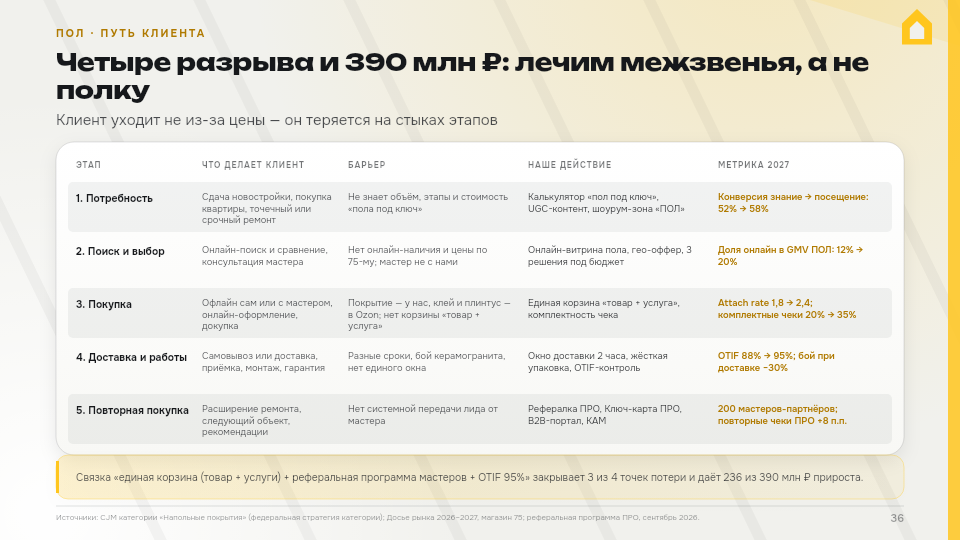 ПОЛ · ПУТЬ КЛИЕНТА
Четыре разрыва и 390 млн ₽: лечим межзвенья, а не
полку
Клиент уходит не из-за цены — он теряется на стыках этапов
ЭТАП
ЧТО ДЕЛАЕТ КЛИЕНТ
БАРЬЕР
НАШЕ ДЕЙСТВИЕ
МЕТРИКА 2027
1. Потребность
Сдача новостройки, покупка
квартиры, точечный или
срочный ремонт
Не знает объём, этапы и стоимость
«пола под ключ»
Калькулятор «пол под ключ»,
UGC-контент, шоурум-зона «ПОЛ»
Конверсия знание → посещение:
52% → 58%
2. Поиск и выбор
Онлайн-поиск и сравнение,
консультация мастера
Нет онлайн-наличия и цены по
75-му; мастер не с нами
Онлайн-витрина пола, гео-оффер, 3
решения под бюджет
Доля онлайн в GMV ПОЛ: 12% →
20%
3. Покупка
Офлайн сам или с мастером,
онлайн-оформление,
докупка
Покрытие — у нас, клей и плинтус —
в Ozon; нет корзины «товар +
услуга»
Единая корзина «товар + услуга»,
комплектность чека
Attach rate 1,8 → 2,4;
комплектные чеки 20% → 35%
4. Доставка и работы
Самовывоз или доставка,
приёмка, монтаж, гарантия
Разные сроки, бой керамогранита,
нет единого окна
Окно доставки 2 часа, жёсткая
упаковка, OTIF-контроль
OTIF 88% → 95%; бой при
доставке −30%
5. Повторная покупка
Расширение ремонта,
следующий объект,
рекомендации
Нет системной передачи лида от
мастера
Рефералка ПРО, Ключ-карта ПРО,
B2B-портал, КАМ
200 мастеров-партнёров;
повторные чеки ПРО +8 п.п.
Связка «единая корзина (товар + услуги) + реферальная программа мастеров + OTIF 95%» закрывает 3 из 4 точек потери и даёт 236 из 390 млн ₽ прироста.
Источники: CJM категории «Напольные покрытия» (федеральная стратегия категории); Досье рынка 2026–2027, магазин 75; реферальная программа ПРО, сентябрь 2026.
36